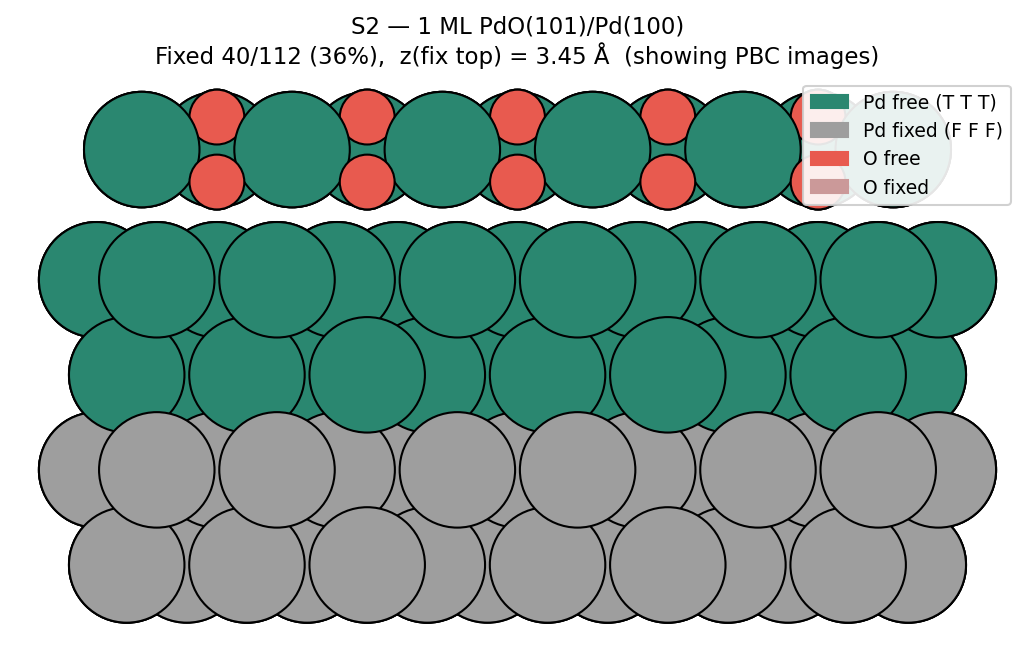 S2 — 1 ML PdO(101)/Pd(100)
Fixed 40/112 (36%),  z(fix top) = 3.45 Å  (showing PBC images)
Pd free (T T T)
Pd fixed (F F F)
O free
O fixed